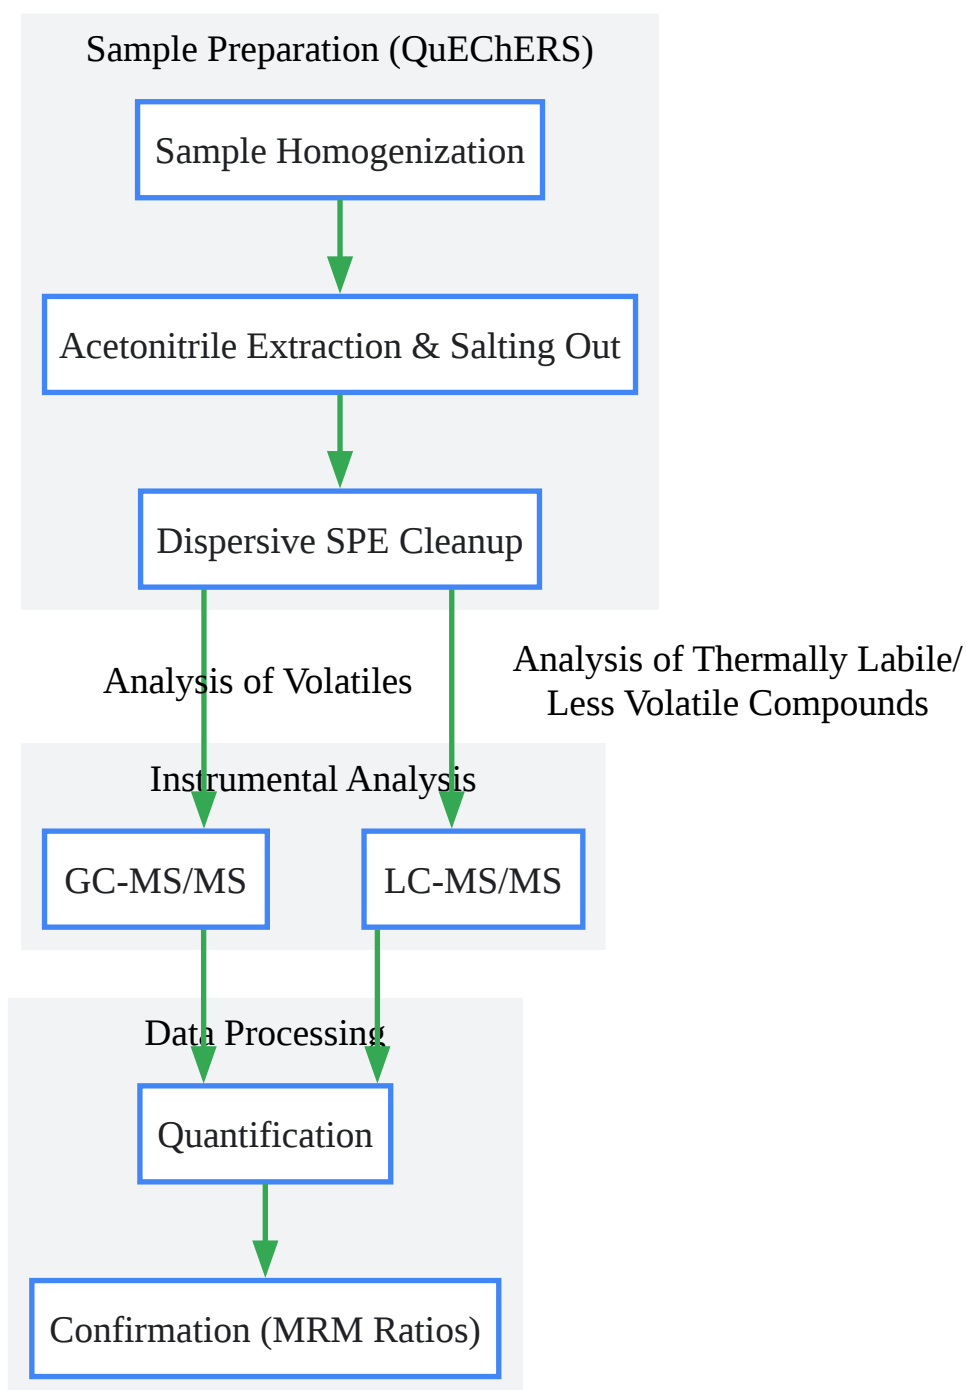 Sample Preparation (QuEChERS)
Sample Homogenization
Acetonitrile Extraction & Salting Out
Dispersive SPE Cleanup
Analysis of Volatiles
Analysis of Thermally Labile/
Less Volatile Compounds
Instrumental Analysis
GC-MS/MS
LC-MS/MS
Data Processing
Quantification
Confirmation (MRM Ratios)